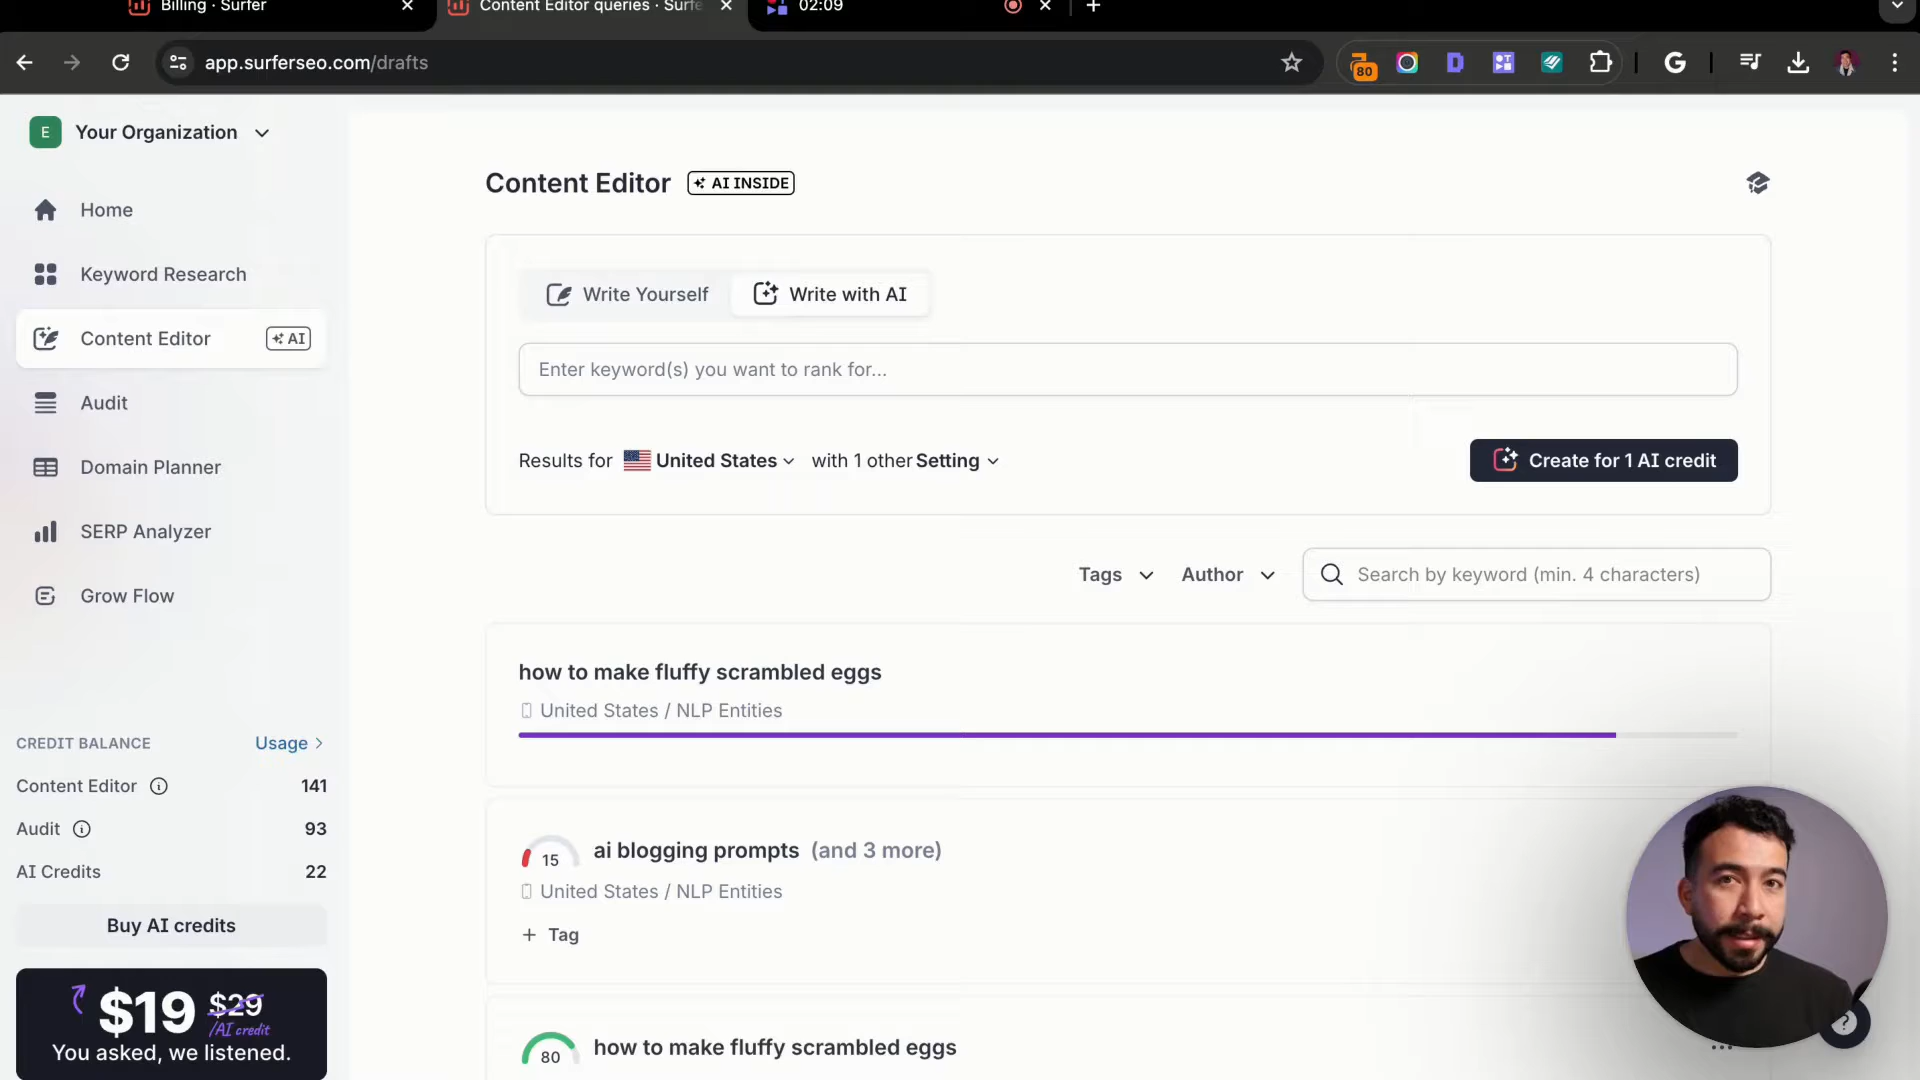 Billing · Surfer
Content Editor queries · Surfe
02:09
app.surferseo.com/drafts
80
E
Your Organization
Home
Keyword Research
Content Editor
AI
Audit
Domain Planner
SERP Analyzer
Grow Flow
CREDIT BALANCE
Usage
Content Editor
141
Audit
93
AI Credits
22
Buy AI credits
$19 $29
/AI credit
You asked, we listened.
Content Editor
AI INSIDE
Write Yourself
Write with AI
Enter keyword(s) you want to rank for...
Results for United States with 1 other Setting
Create for 1 AI credit
Tags
Author
Search by keyword (min. 4 characters)
how to make fluffy scrambled eggs
United States / NLP Entities
15
ai blogging prompts (and 3 more)
United States / NLP Entities
+ Tag
80
how to make fluffy scrambled eggs
?